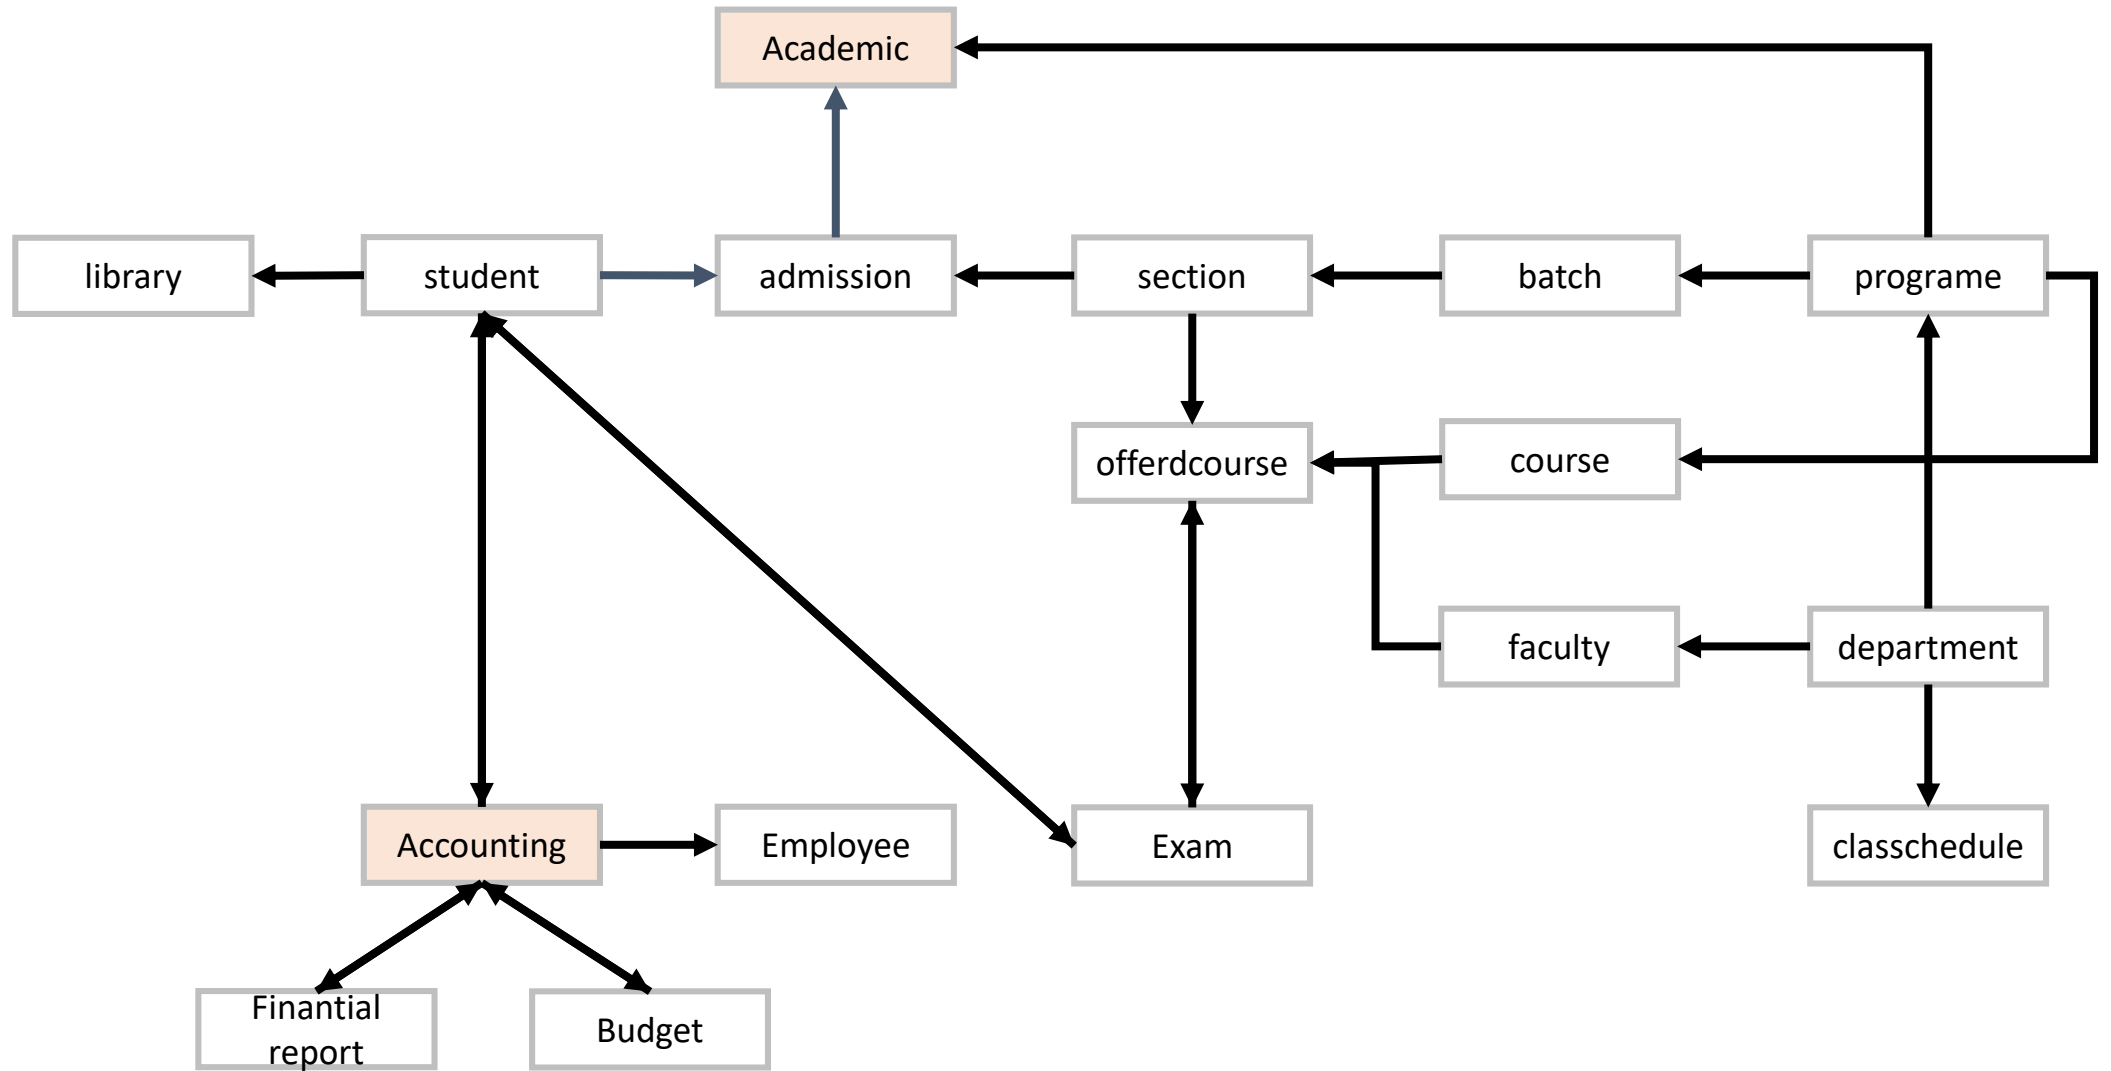 Academic
library
student
admission
section
batch
programe
offerdcourse
course
faculty
department
Accounting
Employee
Exam
classchedule
Finantial
report
Budget